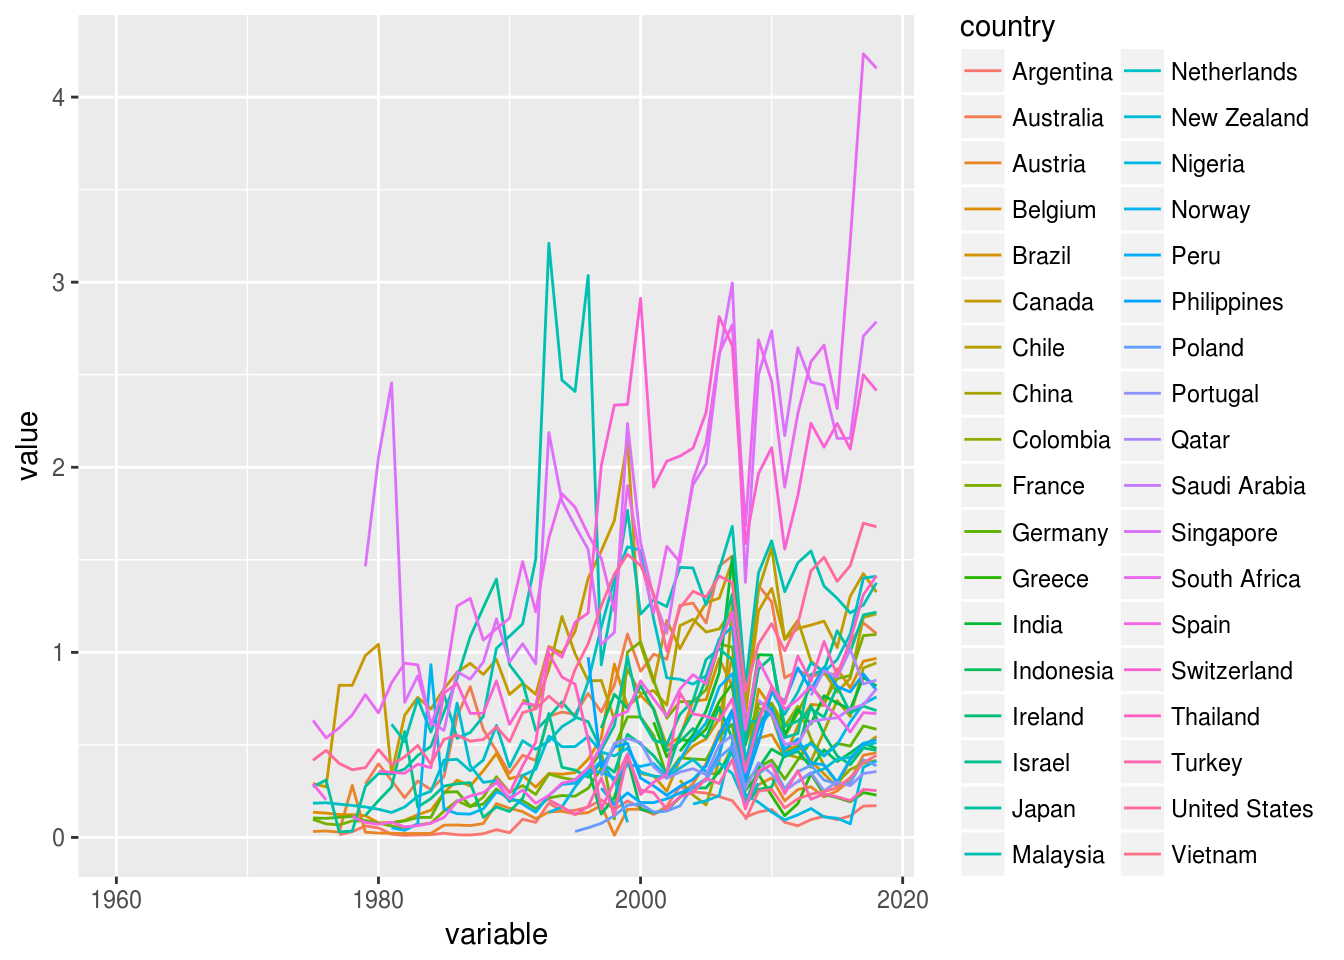 value
4
3
2
1
0
1960 1980 2000 2020
variable
country
Argentina Netherlands
Australia New Zealand
Austria Nigeria
Belgium Norway
Brazil Peru
Canada Philippines
Chile Poland
China Portugal
Colombia Qatar
France Saudi Arabia
Germany Singapore
Greece South Africa
India Spain
Indonesia Switzerland
Ireland Thailand
Israel Turkey
Japan United States
Malaysia Vietnam